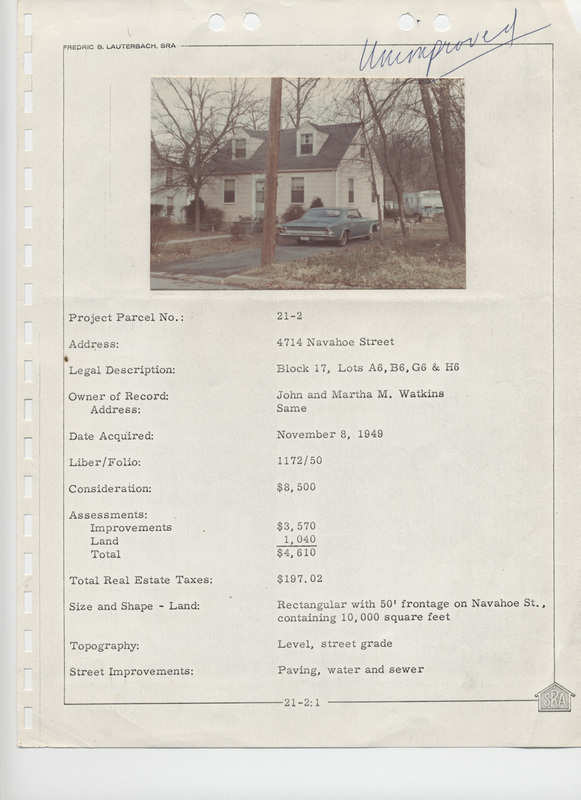 FREDRIC B. LAUTERBACH, SRA
Unimproved
Project Parcel No.: 21-2
Address: 4714 Navahoe Street
Legal Description: Block 17, Lots A6, B6, G6 & H6
Owner of Record: John and Martha M. Watkins
Address: Same
Date Acquired: November 8, 1949
Liber/Folio: 1172/50
Consideration: $8,500
Assessments:
Improvements $3,570
Land 1,040
Total $4,610
Total Real Estate Taxes: $197.02
Size and Shape - Land: Rectangular with 50' frontage on Navahoe St.,
containing 10,000 square feet
Topography: Level, street grade
Street Improvements: Paving, water and sewer
21-2:1
SRA